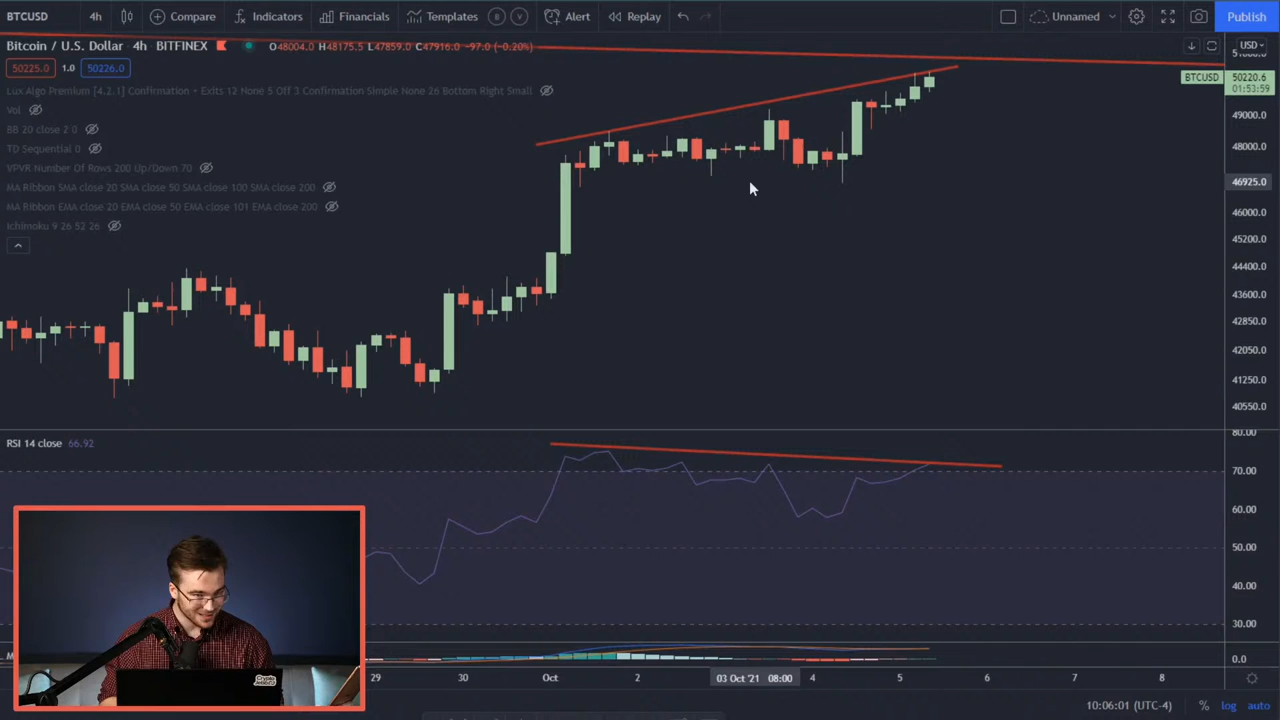 BTCUSD 4h Compare Indicators Financials Templates B V Alert Replay Unnamed Publish
Bitcoin / U.S. Dollar · 4h · BITFINEX O48004.0 H48175.5 L47859.0 C47916.0 -97.0 (-0.20%)
USD
50225.0 1.0 50226.0
BTCUSD 50220.6
01:53:59
Lux Algo Premium [4.2.1] Confirmation + Exits 12 None 5 Off 3 Confirmation Simple None 26 Bottom Right Small
Vol
BB 20 close 2 0
TD Sequential 0
VPVR Number Of Rows 200 Up/Down 70
MA Ribbon SMA close 20 SMA close 50 SMA close 100 SMA close 200
MA Ribbon EMA close 20 EMA close 50 EMA close 101 EMA close 200
Ichimoku 9 26 52 26
49000.0
48000.0
46925.0
46000.0
45200.0
44400.0
43600.0
42850.0
42050.0
41250.0
40550.0
RSI 14 close 66.92
80.00
70.00
60.00
50.00
40.00
30.00
0.0
29 30 Oct 2 03 Oct '21 08:00 4 5 6 7 8
10:06:01 (UTC-4) % log auto